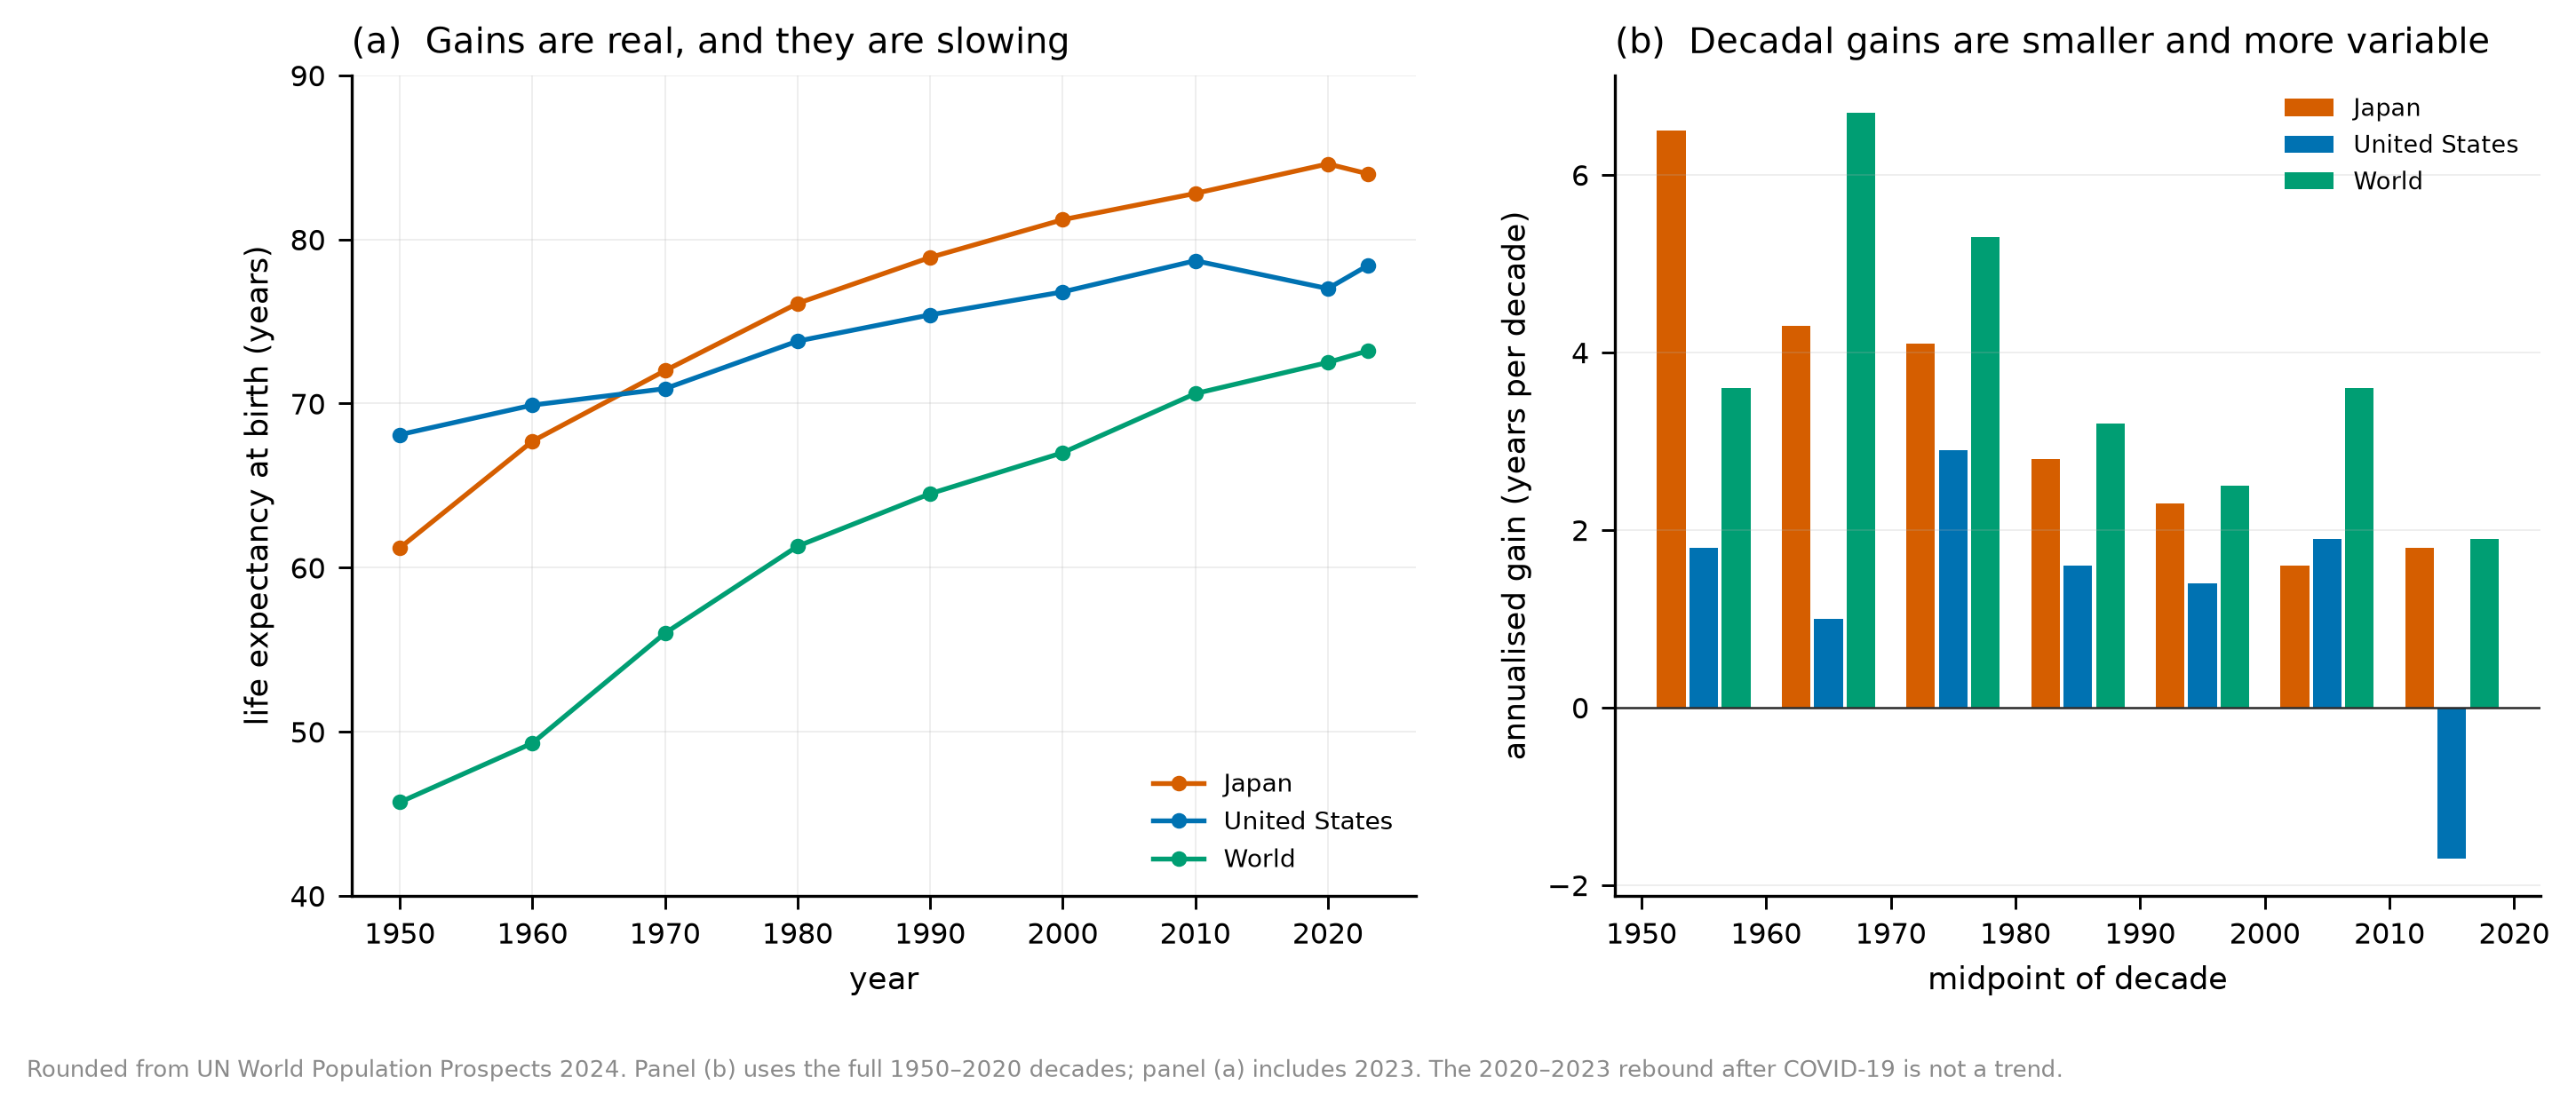 (a)  Gains are real, and they are slowing
90
80
70
60
50
40
life expectancy at birth (years)
1950 1960 1970 1980 1990 2000 2010 2020
year
Japan
United States
World
(b)  Decadal gains are smaller and more variable
6
4
2
0
−2
annualised gain (years per decade)
1950 1960 1970 1980 1990 2000 2010 2020
midpoint of decade
Japan
United States
World
Rounded from UN World Population Prospects 2024. Panel (b) uses the full 1950–2020 decades; panel (a) includes 2023. The 2020–2023 rebound after COVID-19 is not a trend.